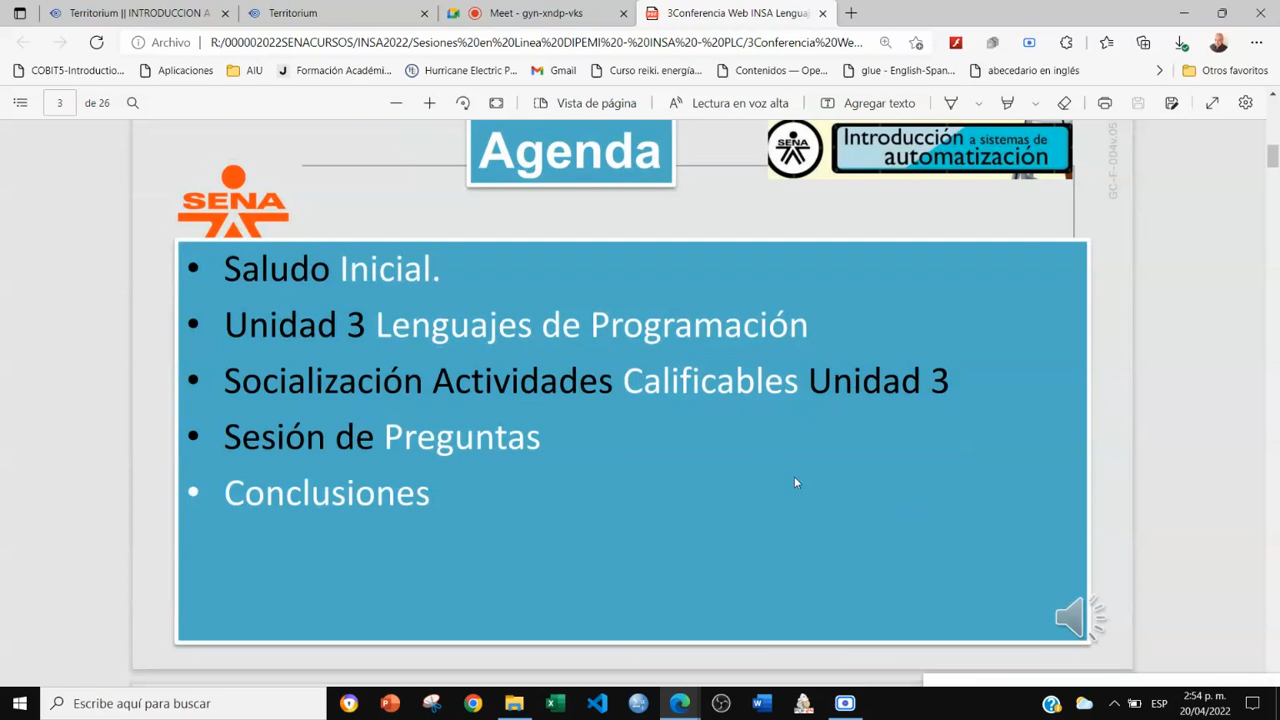 Territorium || INTRODUCCION A
Territorium
Meet - gyn-xndp-vks
3Conferencia Web INSA Lenguaj
Archivo
R:/000002022SENACURSOS/INSA2022/Sesiones%20en%20Linea%20DIPEMI%20-%20INSA%20-%20PLC/3Conferencia%20We...
COBIT5-Introductio...
Aplicaciones
AIU
Formación Académi...
Hurricane Electric P...
Gmail
Curso reiki. energía...
Contenidos — Ope...
glue - English-Span...
abecedario en inglés
Otros favoritos
3
de 26
Vista de página
Lectura en voz alta
Agregar texto
Agenda
SENA
Introducción a sistemas de
automatización
GC-F-004v.05
SENA
• Saludo Inicial.
• Unidad 3 Lenguajes de Programación
• Socialización Actividades Calificables Unidad 3
• Sesión de Preguntas
• Conclusiones
Escribe aquí para buscar
ESP
2:54 p. m.
20/04/2022